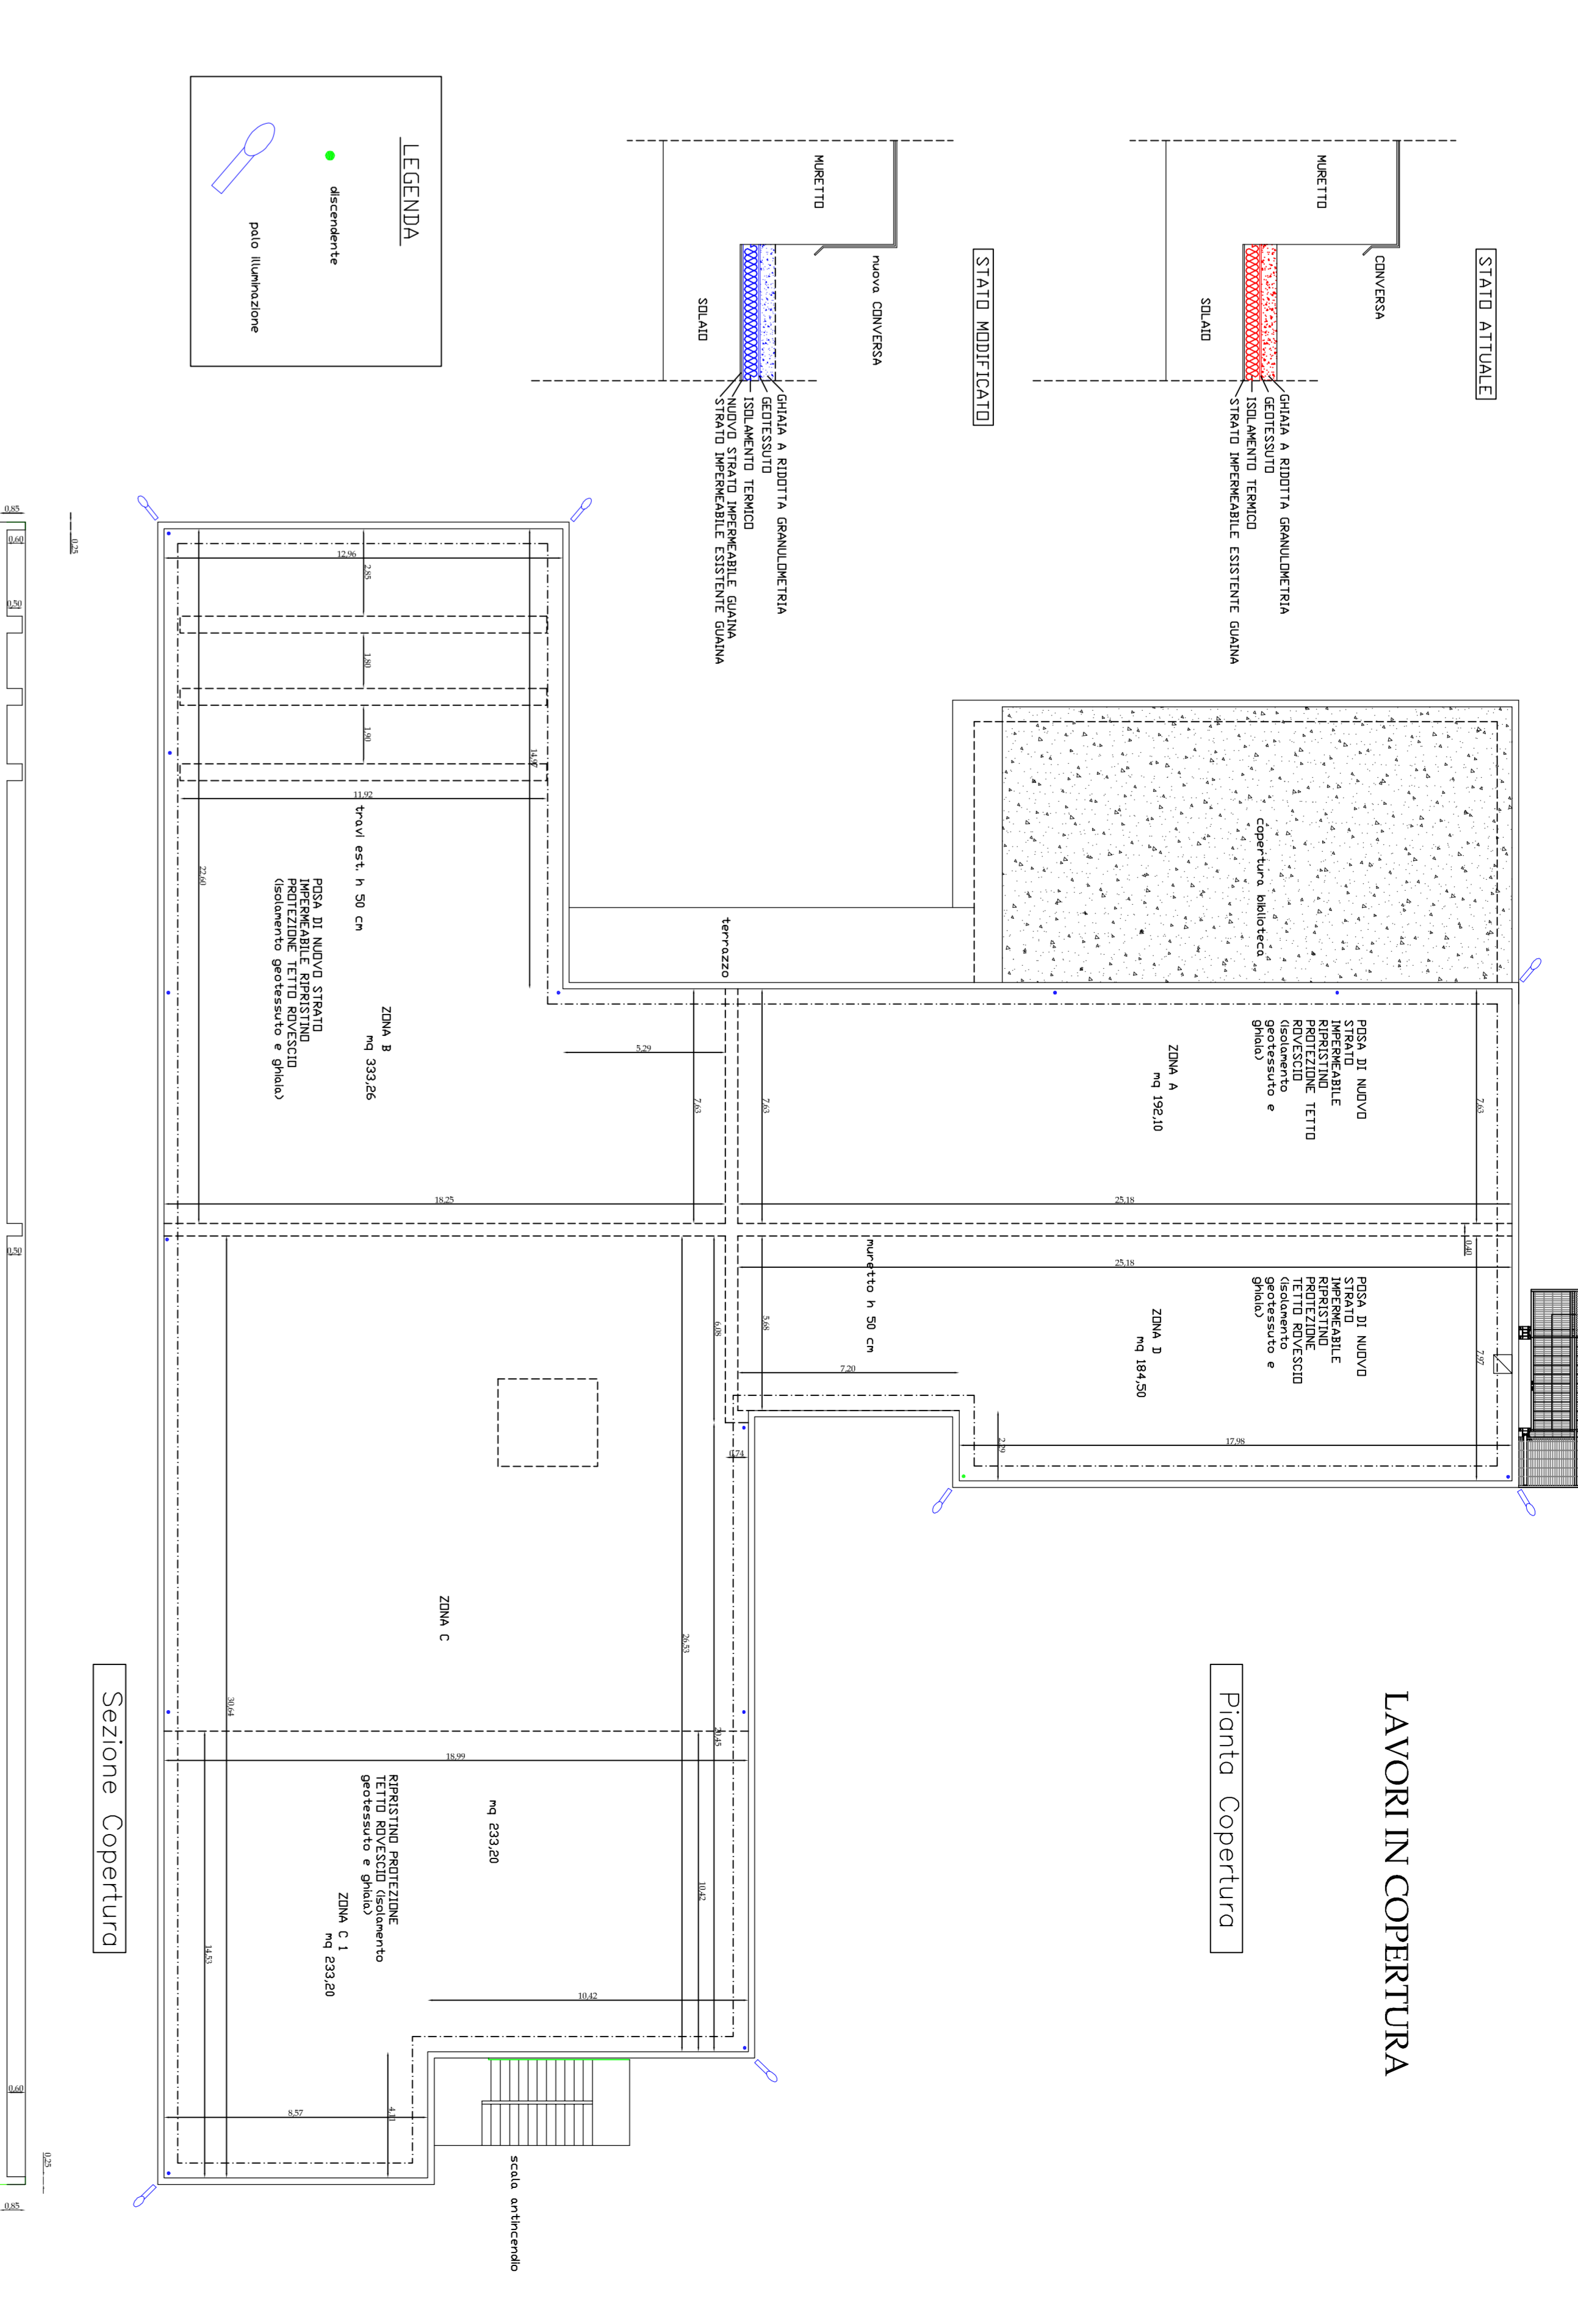 LAVORI IN COPERTURA
Pianta Copertura
STATO ATTUALE
MURETTO
CONVERSA
SOLAIO
GHIAIA A RIDOTTA GRANULOMETRIA
GEOTESSUTO
ISOLAMENTO TERMICO
STRATO IMPERMEABILE ESISTENTE GUAINA
STATO MODIFICATO
MURETTO
nuova CONVERSA
SOLAIO
GHIAIA A RIDOTTA GRANULOMETRIA
GEOTESSUTO
ISOLAMENTO TERMICO
NUOVO STRATO IMPERMEABILE GUAINA
STRATO IMPERMEABILE ESISTENTE GUAINA
LEGENDA
discendente
palo illuminazione
copertura biblioteca
terrazzo
POSA DI NUOVO
STRATO
IMPERMEABILE
RIPRISTINO
PROTEZIONE TETTO
ROVESCIO
(isolamento
geotessuto e
ghiaia)
ZONA A
mq 192,10
7,63
25,18
7,63
0,40
POSA DI NUOVO
STRATO
IMPERMEABILE
RIPRISTINO
PROTEZIONE
TETTO ROVESCIO
(isolamento
geotessuto e
ghiaia)
ZONA D
mq 184,50
7,97
25,18
17,98
2,29
7,20
5,68
muretto h 50 cm
12,96
2,85
1,80
1,90
14,97
11,92
22,60
travi est. h 50 cm
POSA DI NUOVO STRATO
IMPERMEABILE RIPRISTINO
PROTEZIONE TETTO ROVESCIO
(isolamento geotessuto e ghiaia)
ZONA B
mq 333,26
5,29
7,63
18,25
6,08
0,74
26,53
20,45
30,64
ZONA C
18,99
mq 233,20
RIPRISTINO PROTEZIONE
TETTO ROVESCIO (isolamento
geotessuto e ghiaia)
ZONA C 1
mq 233,20
10,42
14,53
10,42
8,57
4,11
scala antincendio
Sezione Copertura
0,85
0,60
0,25
0,50
0,50
0,60
0,25
0,85